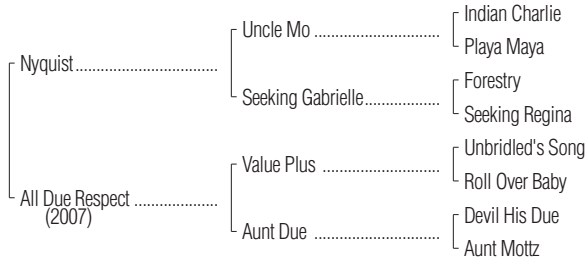 Indian Charlie
Uncle Mo
Playa Maya
Nyquist
Forestry
Seeking Gabrielle
Seeking Regina
Unbridled's Song
Value Plus
Roll Over Baby
All Due Respect
(2007)
Devil His Due
Aunt Due
Aunt Mottz